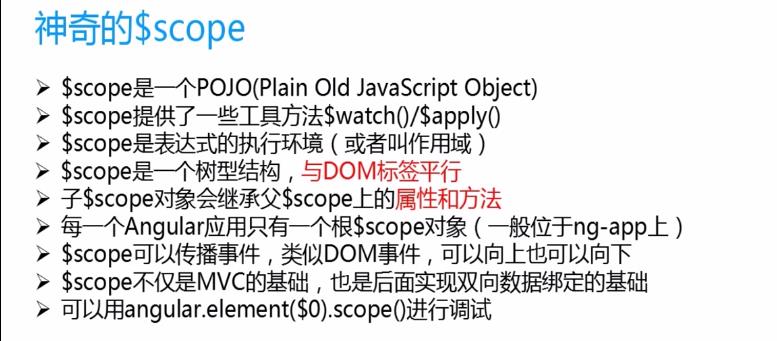 神奇的$scope
➢ $scope是一个POJO(Plain Old JavaScript Object)
➢ $scope提供了一些工具方法$watch()/$apply()
➢ $scope是表达式的执行环境（或者叫作用域）
➢ $scope是一个树型结构，与DOM标签平行
➢ 子$scope对象会继承父$scope上的属性和方法
➢ 每一个Angular应用只有一个根$scope对象（一般位于ng-app上）
➢ $scope可以传播事件，类似DOM事件，可以向上也可以向下
➢ $scope不仅是MVC的基础，也是后面实现双向数据绑定的基础
➢ 可以用angular.element($0).scope()进行调试